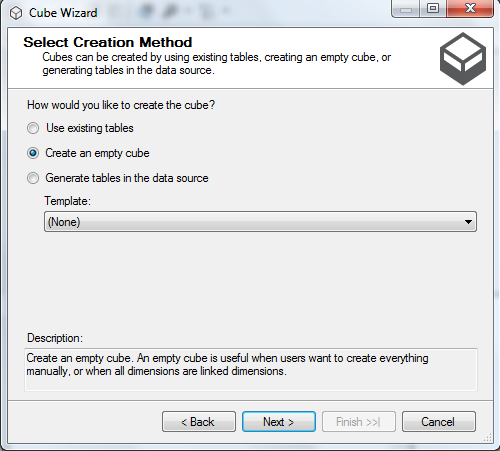 Cube Wizard
Select Creation Method
Cubes can be created by using existing tables, creating an empty cube, or
generating tables in the data source.
How would you like to create the cube?
Use existing tables
Create an empty cube
Generate tables in the data source
Template:
(None)
Description:
Create an empty cube. An empty cube is useful when users want to create everything
manually, or when all dimensions are linked dimensions.
< Back
Next >
Finish >>|
Cancel